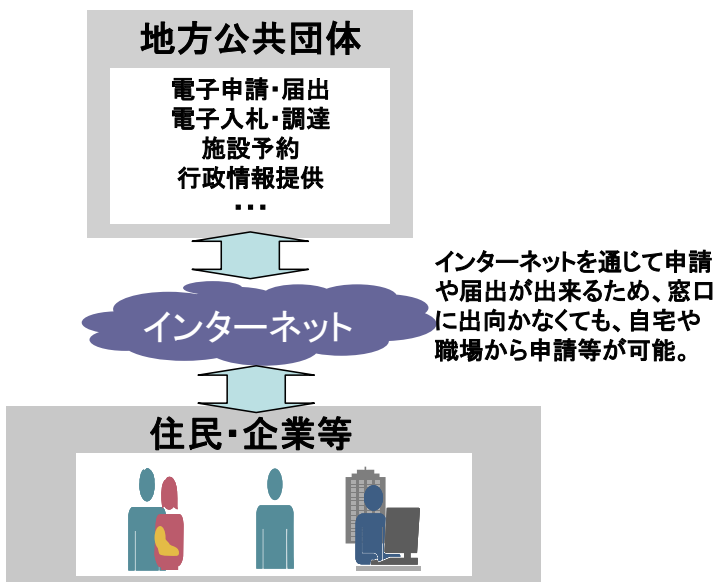 地方公共団体
電子申請・届出
電子入札・調達
施設予約
行政情報提供
・・・
インターネットを通じて申請
や届出が出来るため、窓口
に出向かなくても、自宅や
職場から申請等が可能。
インターネット
住民・企業等